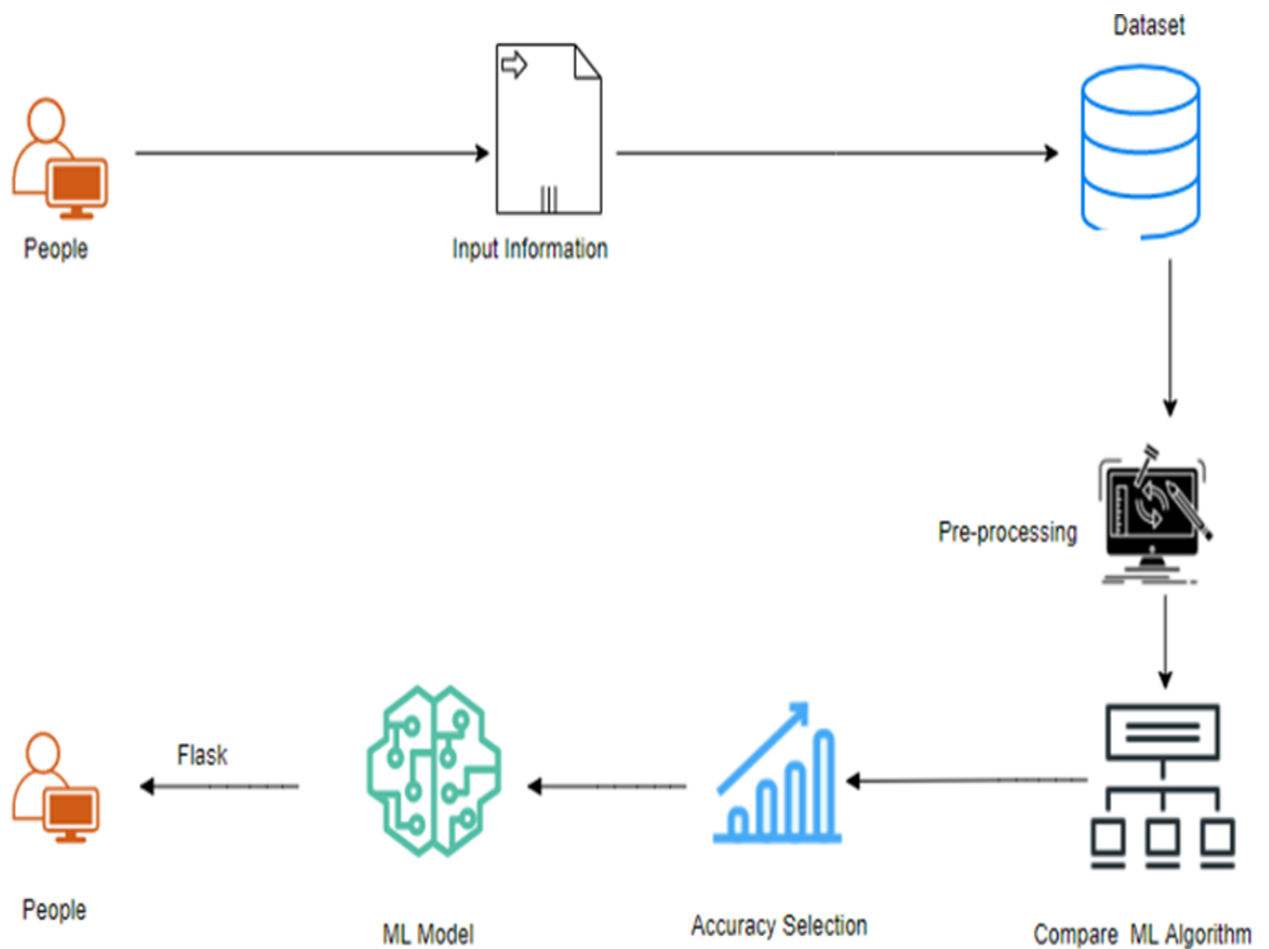 Dataset
People
Input Information
Pre-processing
Flask
People
ML Model
Accuracy Selection
Compare ML Algorithm